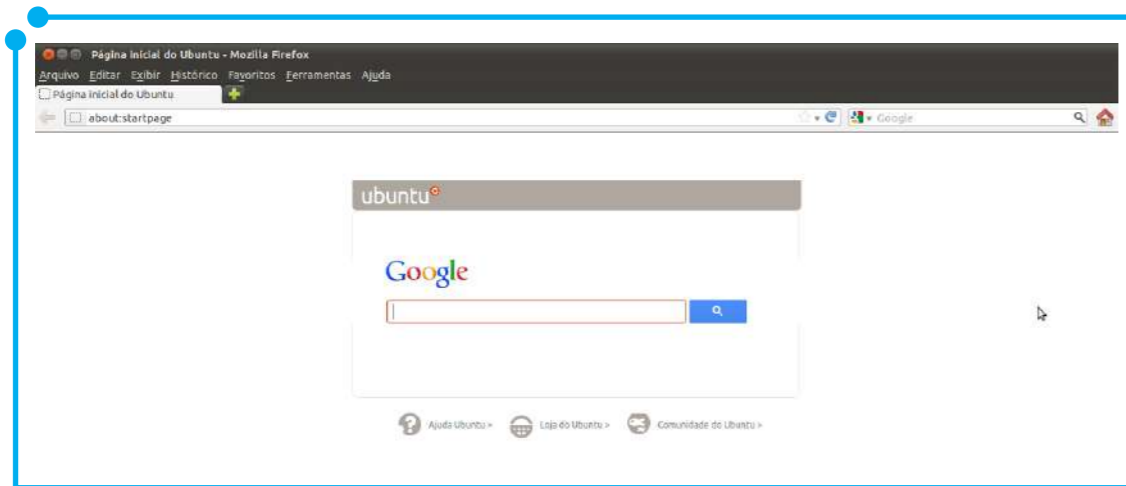 Página inicial do Ubuntu - Mozilla Firefox
Arquivo Editar Exibir Histórico Favoritos Ferramentas Ajuda
Página inicial do Ubuntu
about:startpage
Google
ubuntu
Google
Ajuda Ubuntu > Loja do Ubuntu > Comunidade do Ubuntu >